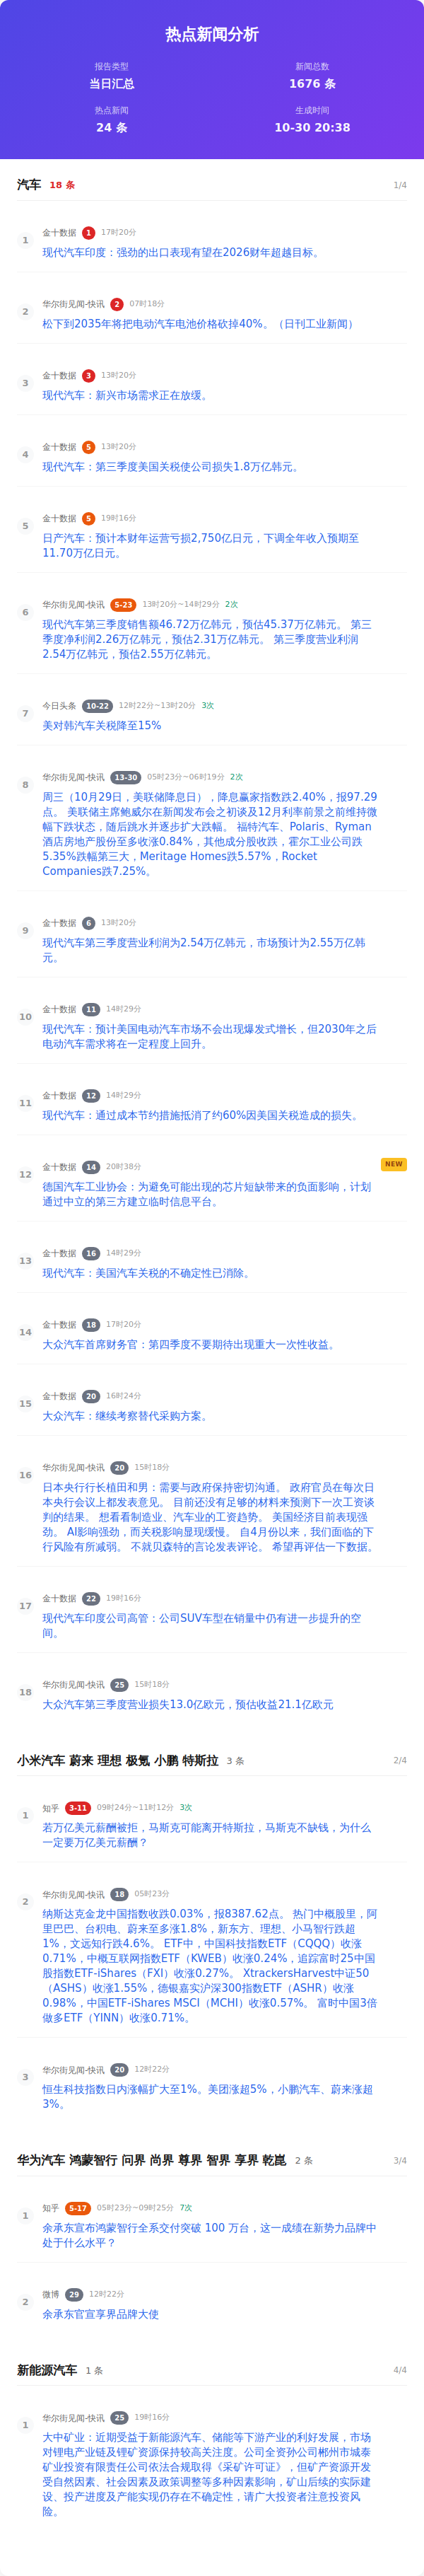 热点新闻分析
报告类型
新闻总数
当日汇总
1676 条
热点新闻
生成时间
24 条
10-30 20:38
汽车 18 条 1/4
1
金十数据 1 17时20分
现代汽车印度：强劲的出口表现有望在2026财年超越目标。
2
华尔街见闻-快讯 2 07时18分
松下到2035年将把电动汽车电池价格砍掉40%。（日刊工业新闻）
3
金十数据 3 13时20分
现代汽车：新兴市场需求正在放缓。
4
金十数据 5 13时20分
现代汽车：第三季度美国关税使公司损失1.8万亿韩元。
5
金十数据 5 19时16分
日产汽车：预计本财年运营亏损2,750亿日元，下调全年收入预期至
11.70万亿日元。
6
华尔街见闻-快讯 5-23 13时20分~14时29分 2次
现代汽车第三季度销售额46.72万亿韩元，预估45.37万亿韩元。 第三
季度净利润2.26万亿韩元，预估2.31万亿韩元。 第三季度营业利润
2.54万亿韩元，预估2.55万亿韩元。
7
今日头条 10-22 12时22分~13时20分 3次
美对韩汽车关税降至15%
8
华尔街见闻-快讯 13-30 05时23分~06时19分 2次
周三（10月29日，美联储降息日），降息赢家指数跌2.40%，报97.29
点。 美联储主席鲍威尔在新闻发布会之初谈及12月利率前景之前维持微
幅下跌状态，随后跳水并逐步扩大跌幅。 福特汽车、Polaris、Ryman
酒店房地产股份至多收涨0.84%，其他成分股收跌，霍尔工业公司跌
5.35%跌幅第三大，Meritage Homes跌5.57%，Rocket
Companies跌7.25%。
9
金十数据 6 13时20分
现代汽车第三季度营业利润为2.54万亿韩元，市场预计为2.55万亿韩
元。
10
金十数据 11 14时29分
现代汽车：预计美国电动汽车市场不会出现爆发式增长，但2030年之后
电动汽车需求将在一定程度上回升。
11
金十数据 12 14时29分
现代汽车：通过成本节约措施抵消了约60%因美国关税造成的损失。
12
金十数据 14 20时38分
NEW
德国汽车工业协会：为避免可能出现的芯片短缺带来的负面影响，计划
通过中立的第三方建立临时信息平台。
13
金十数据 16 14时29分
现代汽车：美国汽车关税的不确定性已消除。
14
金十数据 18 17时20分
大众汽车首席财务官：第四季度不要期待出现重大一次性收益。
15
金十数据 20 16时24分
大众汽车：继续考察替代采购方案。
16
华尔街见闻-快讯 20 15时18分
日本央行行长植田和男：需要与政府保持密切沟通。 政府官员在每次日
本央行会议上都发表意见。 目前还没有足够的材料来预测下一次工资谈
判的结果。 想看看制造业、汽车业的工资趋势。 美国经济目前表现强
劲。 AI影响强劲，而关税影响显现缓慢。 自4月份以来，我们面临的下
行风险有所减弱。 不就贝森特的言论发表评论。 希望再评估一下数据。
17
金十数据 22 19时16分
现代汽车印度公司高管：公司SUV车型在销量中仍有进一步提升的空
间。
18
华尔街见闻-快讯 25 15时18分
大众汽车第三季度营业损失13.0亿欧元，预估收益21.1亿欧元
小米汽车 蔚来 理想 极氪 小鹏 特斯拉 3 条 2/4
1
知乎 3-11 09时24分~11时12分 3次
若万亿美元薪酬被拒，马斯克可能离开特斯拉，马斯克不缺钱，为什么
一定要万亿美元薪酬？
2
华尔街见闻-快讯 18 05时23分
纳斯达克金龙中国指数收跌0.03%，报8387.62点。 热门中概股里，阿
里巴巴、台积电、蔚来至多涨1.8%，新东方、理想、小马智行跌超
1%，文远知行跌4.6%。 ETF中，中国科技指数ETF（CQQQ）收涨
0.71%，中概互联网指数ETF（KWEB）收涨0.24%，追踪富时25中国
股指数ETF-iShares（FXI）收涨0.27%。 XtrackersHarvest中证50
（ASHS）收涨1.55%，德银嘉实沪深300指数ETF（ASHR）收涨
0.98%，中国ETF-iShares MSCI（MCHI）收涨0.57%。 富时中国3倍
做多ETF（YINN）收涨0.71%。
3
华尔街见闻-快讯 20 12时22分
恒生科技指数日内涨幅扩大至1%。美团涨超5%，小鹏汽车、蔚来涨超
3%。
华为汽车 鸿蒙智行 问界 尚界 尊界 智界 享界 乾崑 2 条 3/4
1
知乎 5-17 05时23分~09时25分 7次
余承东宣布鸿蒙智行全系交付突破 100 万台，这一成绩在新势力品牌中
处于什么水平？
2
微博 29 12时22分
余承东官宣享界品牌大使
新能源汽车 1 条 4/4
1
华尔街见闻-快讯 25 19时16分
大中矿业：近期受益于新能源汽车、储能等下游产业的利好发展，市场
对锂电产业链及锂矿资源保持较高关注度。公司全资孙公司郴州市城泰
矿业投资有限责任公司依法合规取得《采矿许可证》，但矿产资源开发
受自然因素、社会因素及政策调整等多种因素影响，矿山后续的实际建
设、投产进度及产能实现仍存在不确定性，请广大投资者注意投资风
险。